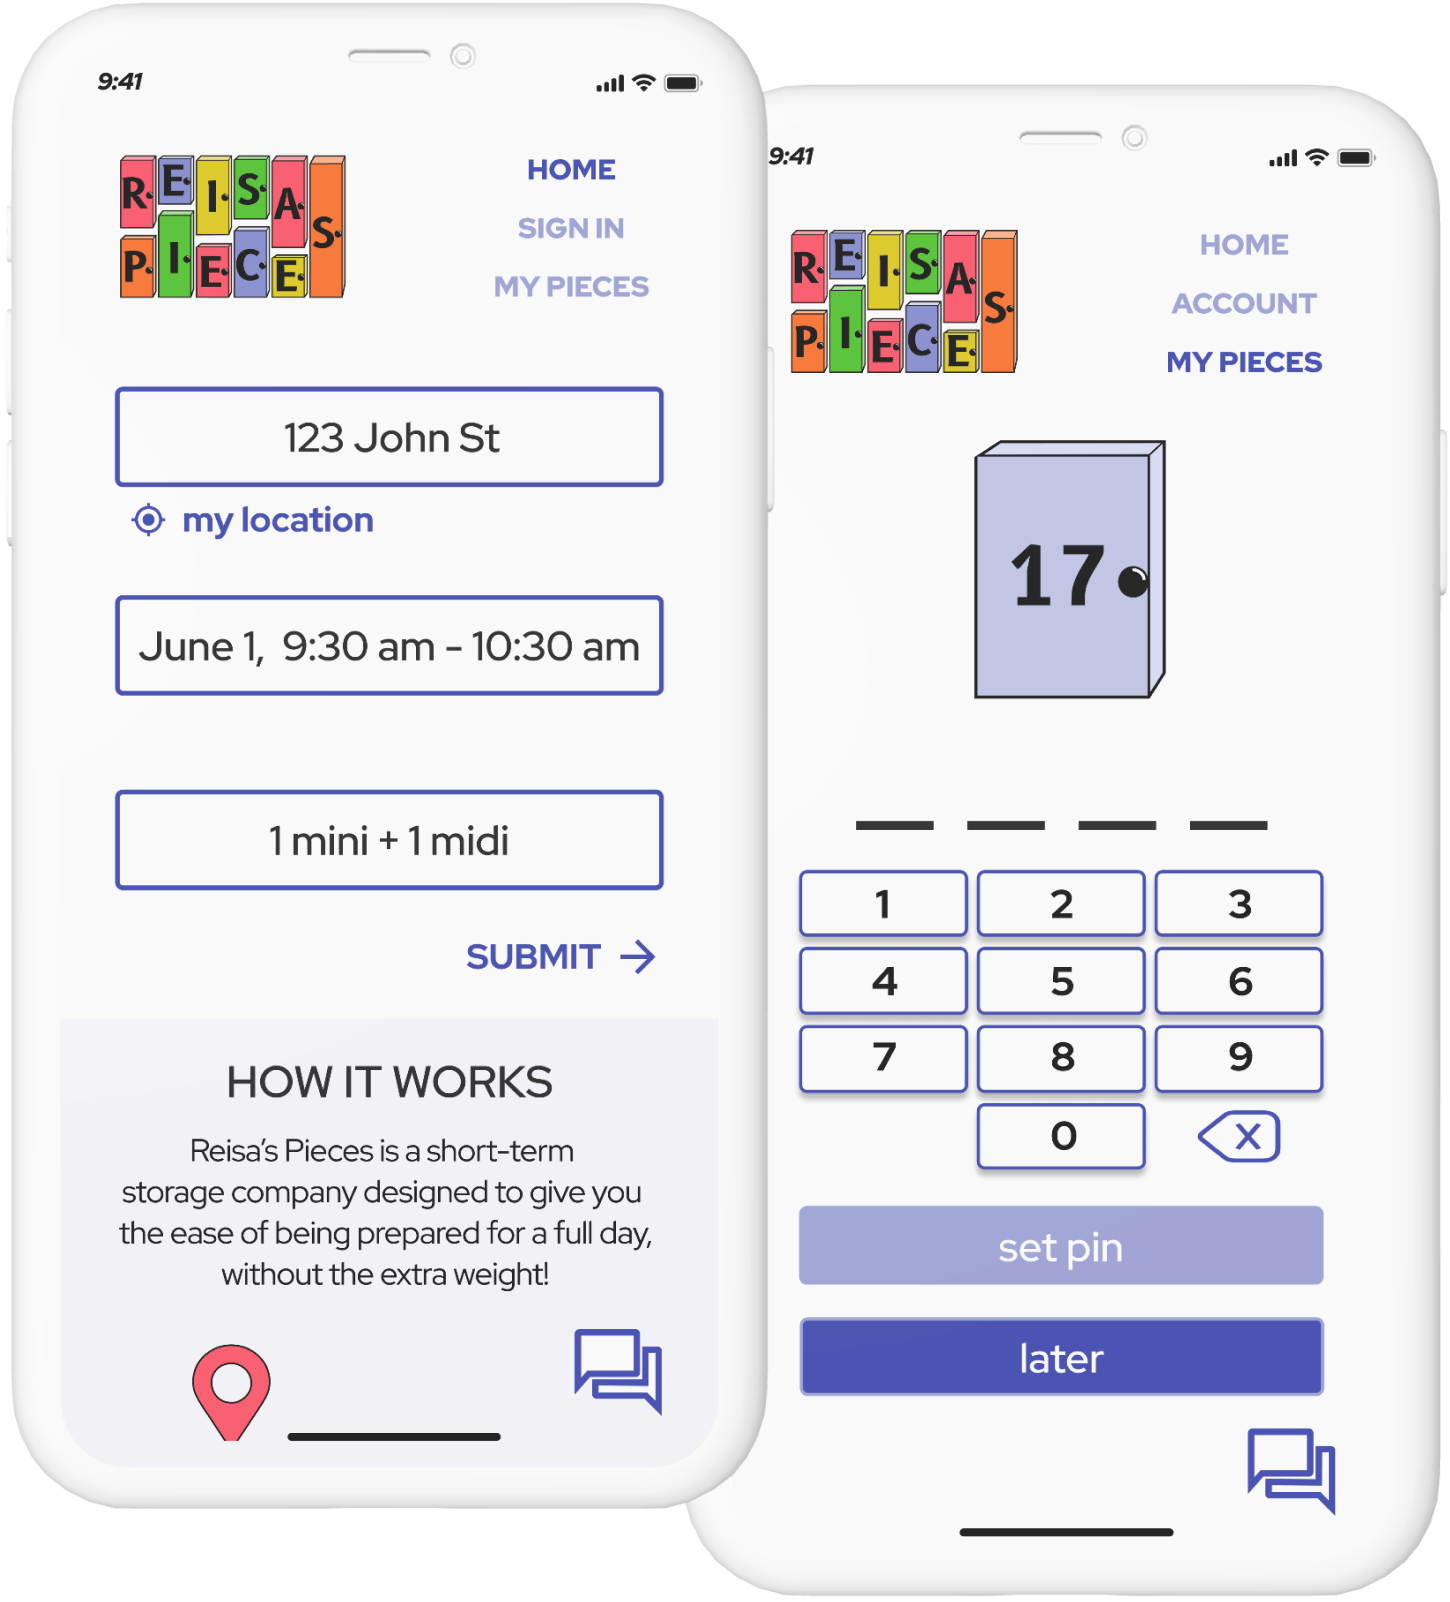 9:41
REISAS
PIECE
HOME
SIGN IN
MY PIECES
123 John St
my location
June 1, 9:30 am - 10:30 am
1 mini + 1 midi
SUBMIT
HOW IT WORKS
Reisa's Pieces is a short-term
storage company designed to give you
the ease of being prepared for a full day,
without the extra weight!
9:41
REISAS
PIECE
HOME
ACCOUNT
MY PIECES
17
1 2 3
4 5 6
7 8 9
0 X
set pin
later